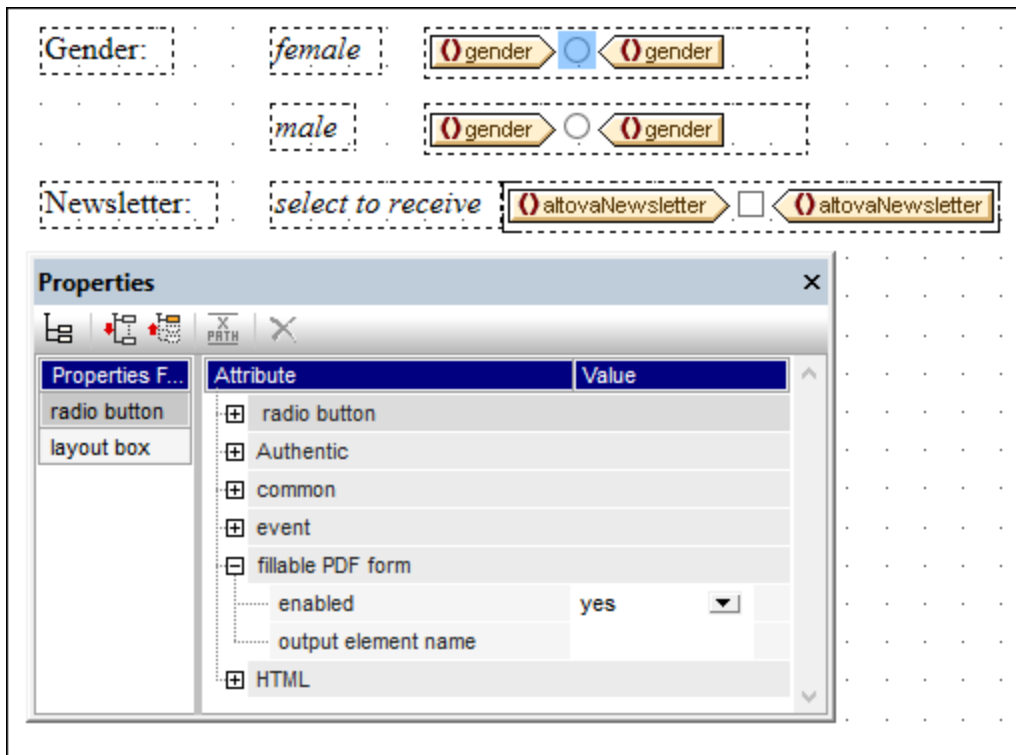 Gender: female () gender () gender
male () gender () gender
Newsletter: select to receive () altovaNewsletter () altovaNewsletter
Properties
X PATH
Properties F... Attribute Value
radio button radio button
layout box Authentic
common
event
fillable PDF form
enabled yes
output element name
HTML